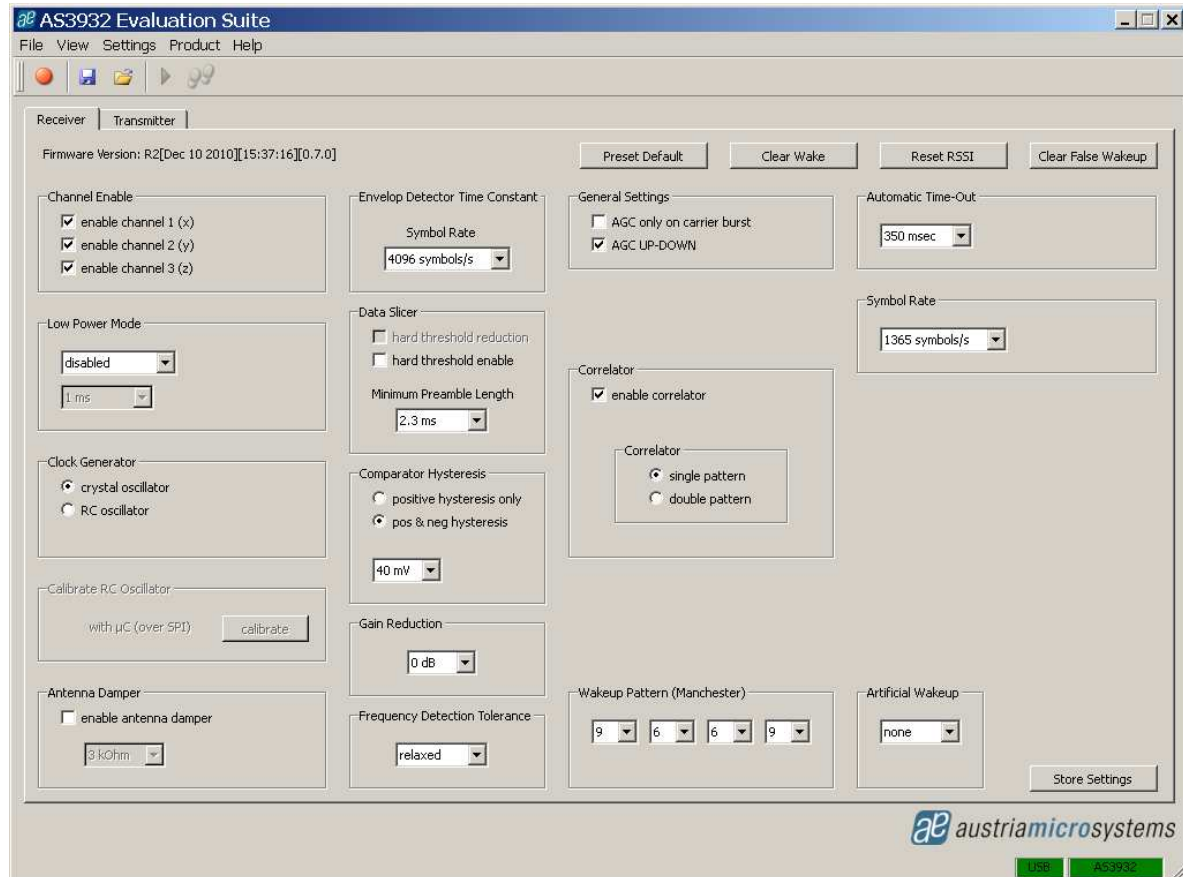 AS3932 Evaluation Suite
File View Settings Product Help
Receiver Transmitter
Firmware Version: R2[Dec 10 2010][15:37:16][0.7.0]
Preset Default
Clear Wake
Reset RSSI
Clear False Wakeup
Channel Enable
enable channel 1 (x)
enable channel 2 (y)
enable channel 3 (z)
Low Power Mode
disabled
1 ms
Clock Generator
crystal oscillator
RC oscillator
Calibrate RC Oscillator
with µC (over SPI)
calibrate
Antenna Damper
enable antenna damper
3 kOhm
Envelop Detector Time Constant
Symbol Rate
4096 symbols/s
Data Slicer
hard threshold reduction
hard threshold enable
Minimum Preamble Length
2.3 ms
Comparator Hysteresis
positive hysteresis only
pos & neg hysteresis
40 mV
Gain Reduction
0 dB
Frequency Detection Tolerance
relaxed
General Settings
AGC only on carrier burst
AGC UP-DOWN
Correlator
enable correlator
Correlator
single pattern
double pattern
Wakeup Pattern (Manchester)
9 6 6 9
Automatic Time-Out
350 msec
Symbol Rate
1365 symbols/s
Artificial Wakeup
none
Store Settings
ae austriamicrosystems
USB AS3932